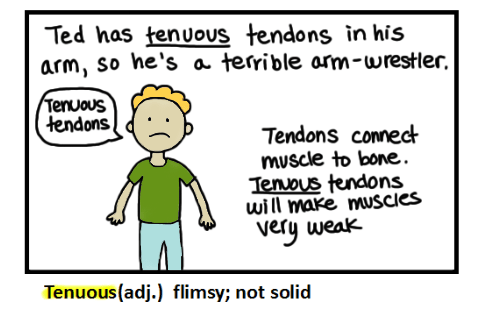 Ted has tenuous tendons in his
arm, so he's a terrible arm-wrestler.
Tenuous
tendons
Tendons connect
muscle to bone.
Tenuous tendons
will make muscles
very weak
Tenuous(adj.) flimsy; not solid